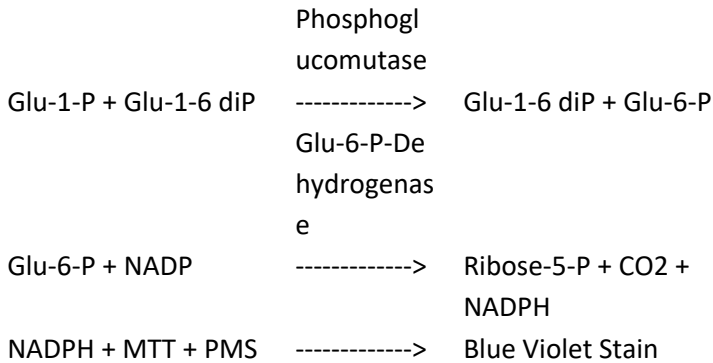 Phosphogl
ucomutase
Glu-1-P + Glu-1-6 diP -------------> Glu-1-6 diP + Glu-6-P
Glu-6-P-De
hydrogenas
e
Glu-6-P + NADP -------------> Ribose-5-P + CO2 +
NADPH
NADPH + MTT + PMS -------------> Blue Violet Stain